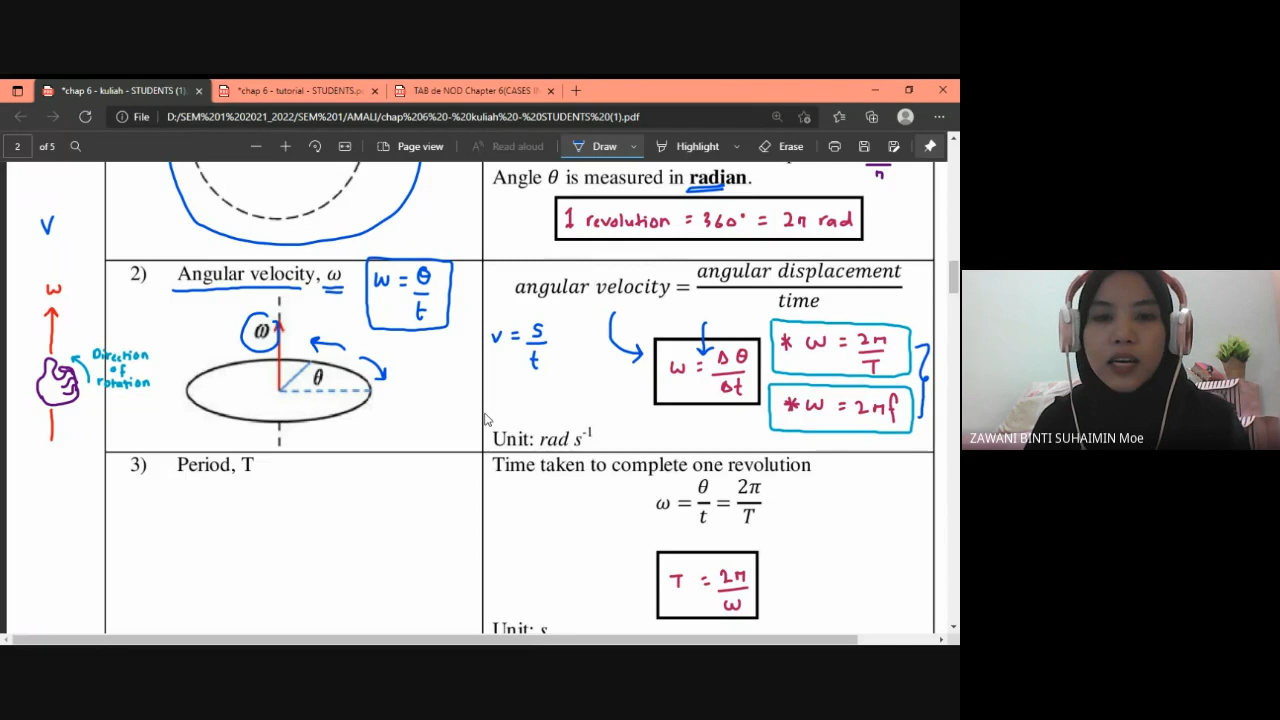 *chap 6 - kuliah - STUDENTS (1).
*chap 6 - tutorial - STUDENTS.p
TAB de NOD Chapter 6(CASES I
File D:/SEM%201%202021_2022/SEM%201/AMALI/chap%206%20-%20kuliah%20-%20STUDENTS%20(1).pdf
2 of 5 Page view Read aloud Draw Highlight Erase
Angle θ is measured in radian.
π
1 revolution = 360° = 2π rad
V
2) Angular velocity, ω
ω = θ/t
angular velocity = angular displacement/time
ω
ω
θ
Direction
of
rotation
v = s/t
ω = Δθ/Δt
* ω = 2π/T
* ω = 2πf
Unit: rad s⁻¹
3) Period, T
Time taken to complete one revolution
ω = θ/t = 2π/T
T = 2π/ω
Unit: s
ZAWANI BINTI SUHAIMIN Moe